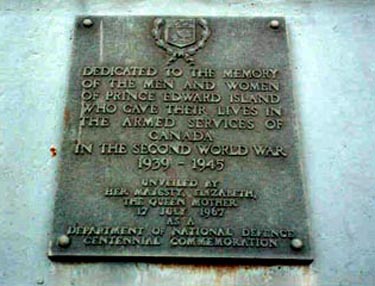 DEDICATED TO THE MEMORY
OF THE MEN AND WOMEN
OF PRINCE EDWARD ISLAND
WHO GAVE THEIR LIVES IN
THE ARMED SERVICES OF
CANADA
IN THE SECOND WORLD WAR
1939 - 1945
UNVEILED BY
HER MAJESTY, ELIZABETH,
THE QUEEN MOTHER
17 JULY 1967
AS A
DEPARTMENT OF NATIONAL DEFENCE
CENTENNIAL COMMEMORATION